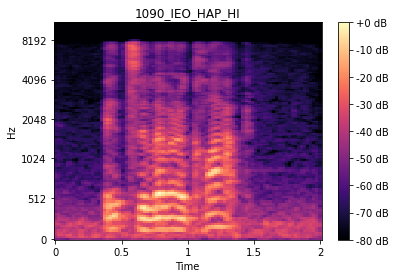 1090_IEO_HAP_HI
Hz
8192
4096
2048
1024
512
0
0
0.5
1
1.5
2
Time
+0 dB
-10 dB
-20 dB
-30 dB
-40 dB
-50 dB
-60 dB
-70 dB
-80 dB